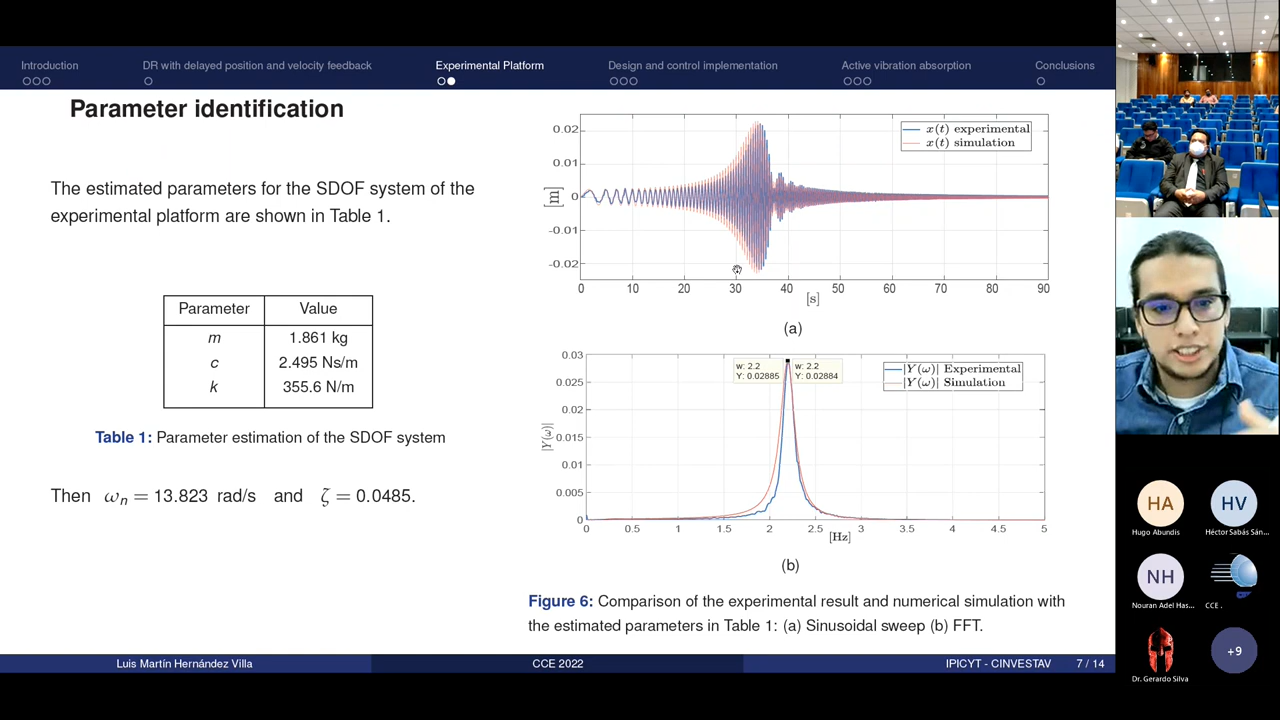 Introduction
DR with delayed position and velocity feedback
Experimental Platform
Design and control implementation
Active vibration absorption
Conclusions
Parameter identification
The estimated parameters for the SDOF system of the
experimental platform are shown in Table 1.
Parameter Value
m 1.861 kg
c 2.495 Ns/m
k 355.6 N/m
Table 1: Parameter estimation of the SDOF system
Then ωn = 13.823 rad/s and ζ = 0.0485.
x(t) experimental
x(t) simulation
0.02
0.01
0
-0.01
-0.02
[m]
0 10 20 30 40 50 60 70 80 90
[s]
(a)
w: 2.2
Y: 0.02885
w: 2.2
Y: 0.02884
|Y(ω)| Experimental
|Y(ω)| Simulation
0.03
0.025
0.02
0.015
0.01
0.005
0
|Y(ω)|
0 0.5 1 1.5 2 2.5 3 3.5 4 4.5 5
[Hz]
(b)
Figure 6: Comparison of the experimental result and numerical simulation with
the estimated parameters in Table 1: (a) Sinusoidal sweep (b) FFT.
Luis Martín Hernández Villa
CCE 2022
IPICYT - CINVESTAV 7 / 14
HA
Hugo Abundis
HV
Héctor Sabás Sán...
NH
Nouran Adel Has...
CCE .
Dr. Gerardo Silva
+9